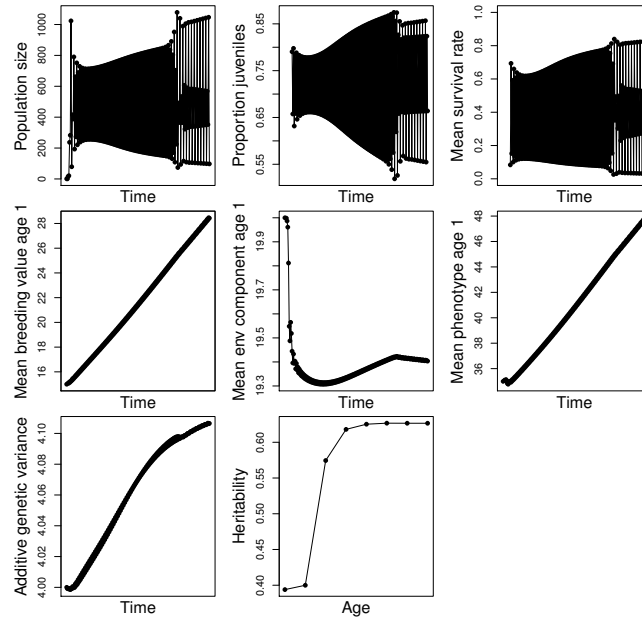 Population size
0 200 400 600 800 1000
Time
Proportion juveniles
0.55 0.65 0.75 0.85
Time
Mean survival rate
0.0 0.2 0.4 0.6 0.8 1.0
Time
Mean breeding value age 1
16 18 20 22 24 26 28
Time
Mean env component age 1
19.3 19.5 19.7 19.9
Time
Mean phenotype age 1
36 38 40 42 44 46 48
Time
Additive genetic variance
4.00 4.02 4.04 4.06 4.08 4.10
Time
Heritability
0.40 0.45 0.50 0.55 0.60
Age